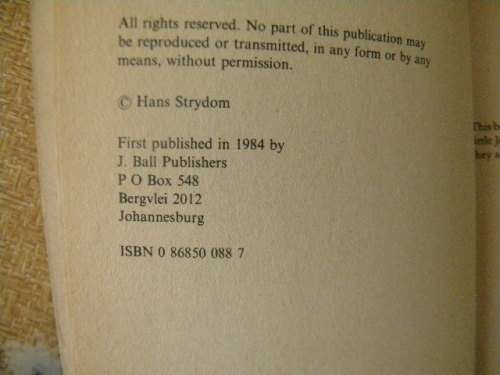 All rights reserved. No part of this publication may
be reproduced or transmitted, in any form or by any
means, without permission.
© Hans Strydom
First published in 1984 by
J. Ball Publishers
P O Box 548
Bergvlei 2012
Johannesburg
ISBN 0 86850 088 7
This b